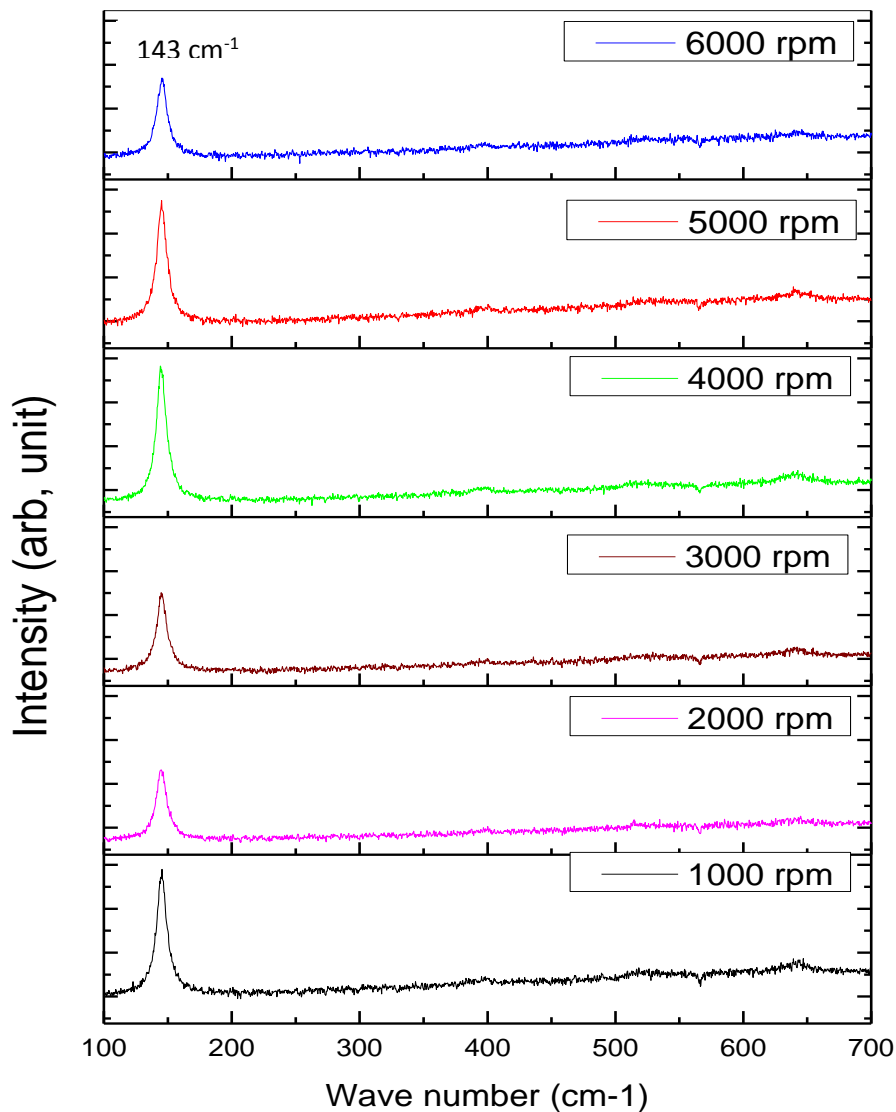 143 cm-1
6000 rpm
5000 rpm
4000 rpm
3000 rpm
2000 rpm
1000 rpm
Intensity (arb, unit)
100 200 300 400 500 600 700
Wave number (cm-1)